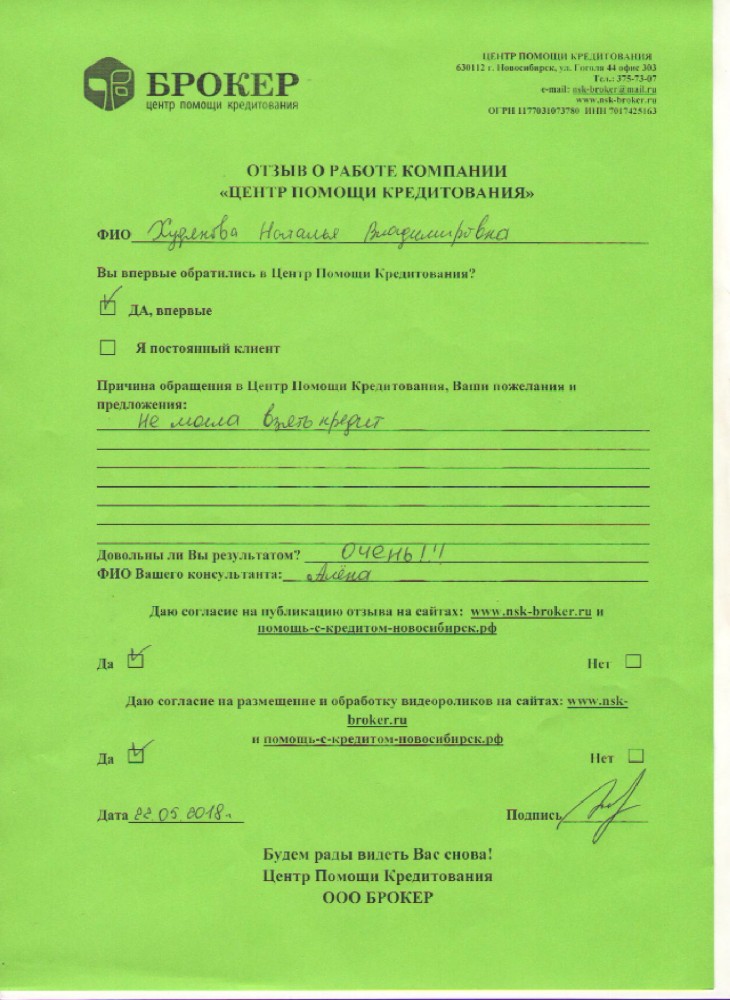 БРОКЕР
центр помощи кредитования
ЦЕНТР ПОМОЩИ КРЕДИТОВАНИЯ
630112 г. Новосибирск, ул. Гоголя 44 офис 303
Тел.: 375-73-07
e-mail: nsk-broker@mail.ru
www.nsk-broker.ru
ОГРН 1177031073780 ИНН 7017425163
ОТЗЫВ О РАБОТЕ КОМПАНИИ
«ЦЕНТР ПОМОЩИ КРЕДИТОВАНИЯ»
ФИО Худякова Наталья Владимировна
Вы впервые обратились в Центр Помощи Кредитования?
ДА, впервые
Я постоянный клиент
Причина обращения в Центр Помощи Кредитования, Ваши пожелания и
предложения:
Не могла взять кредит
Довольны ли Вы результатом? ОЧЕНЬ!!!
ФИО Вашего консультанта: Алёна
Даю согласие на публикацию отзыва на сайтах: www.nsk-broker.ru и
помощь-с-кредитом-новосибирск.рф
Да Нет
Даю согласие на размещение и обработку видеороликов на сайтах: www.nsk-
broker.ru
и помощь-с-кредитом-новосибирск.рф
Да Нет
Дата 22.05.2018г. Подпись
Будем рады видеть Вас снова!
Центр Помощи Кредитования
ООО БРОКЕР